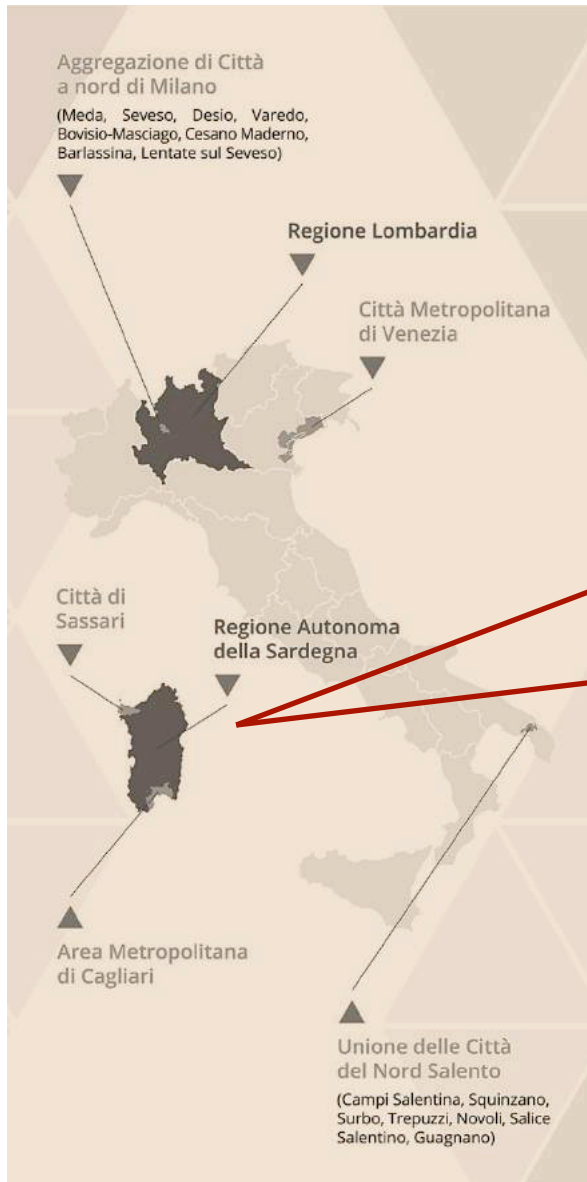 Aggregazione di Città
a nord di Milano
(Meda, Seveso, Desio, Varedo,
Bovisio-Masciago, Cesano Maderno,
Barlassina, Lentate sul Seveso)
Regione Lombardia
Città Metropolitana
di Venezia
Città di
Sassari
Regione Autonoma
della Sardegna
Area Metropolitana
di Cagliari
Unione delle Città
del Nord Salento
(Campi Salentina, Squinzano,
Surbo, Trepuzzi, Novoli, Salice
Salentino, Guagnano)